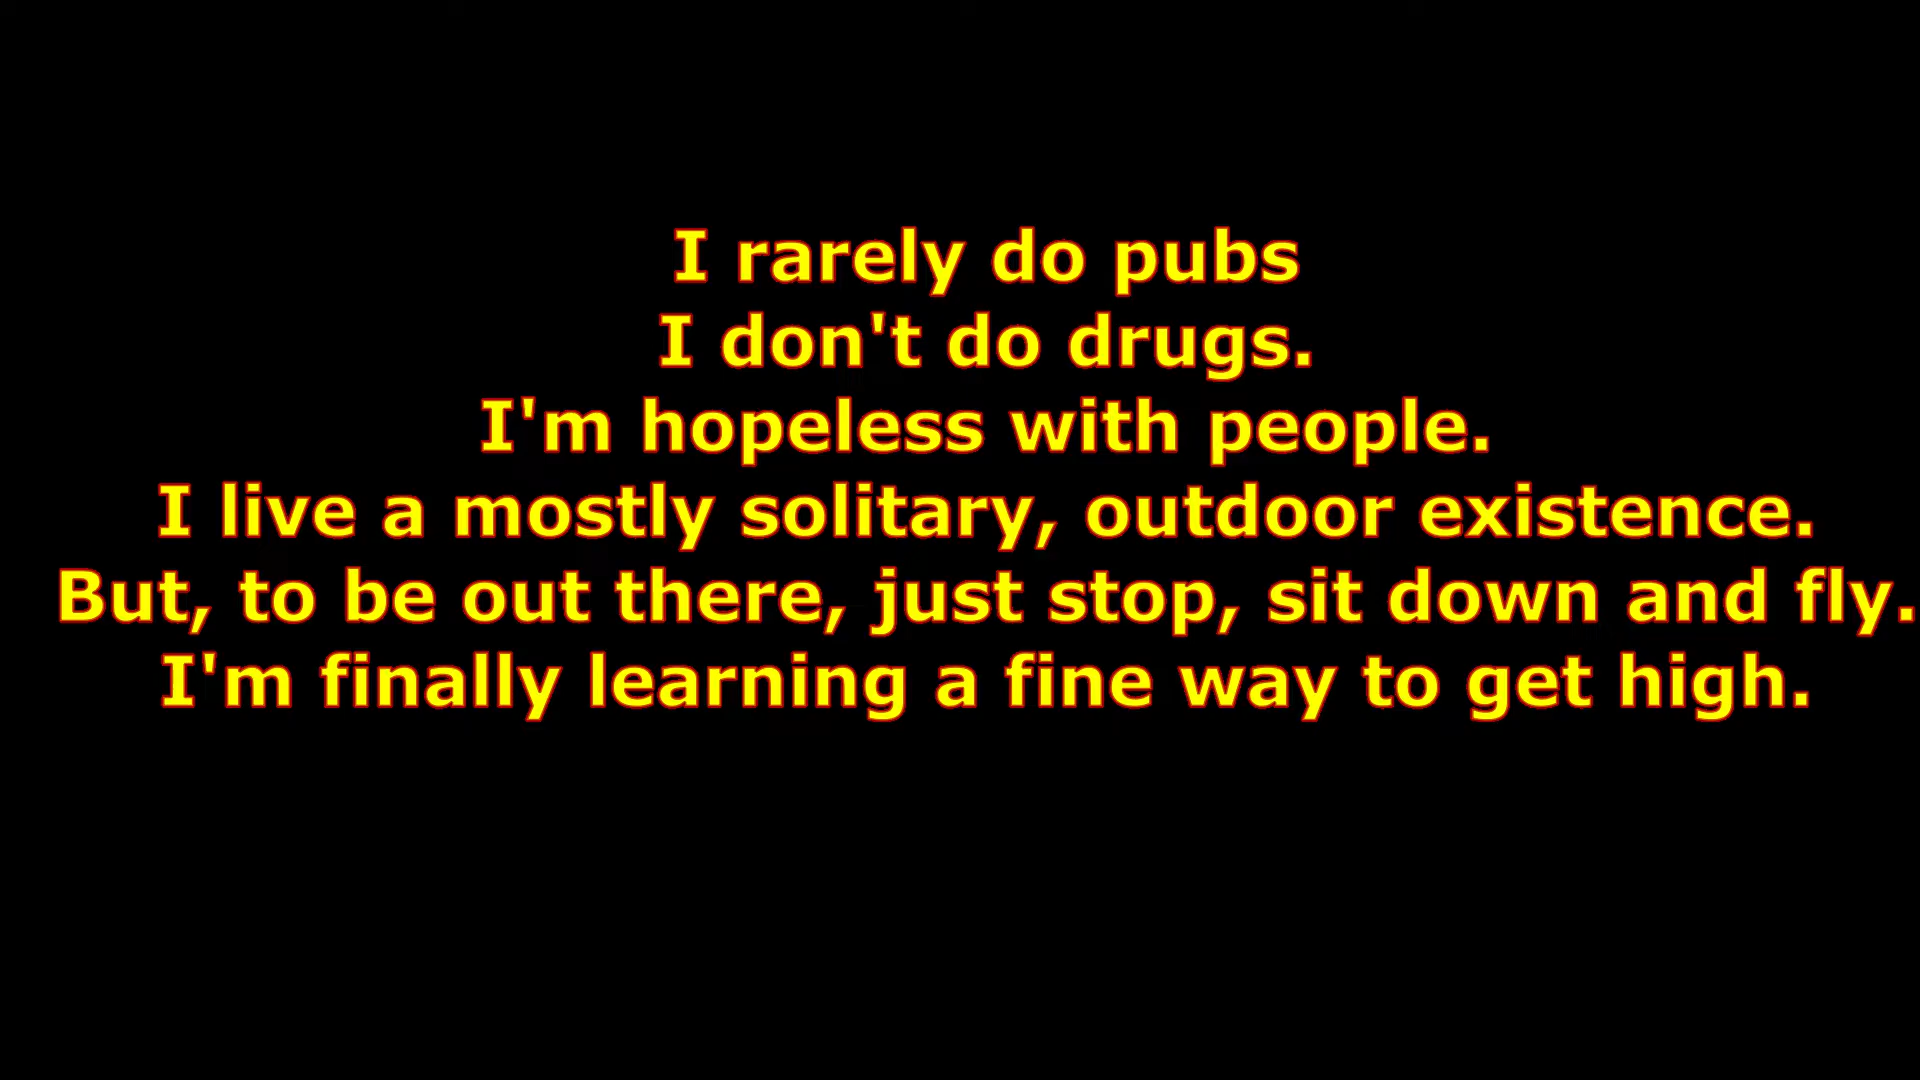 I rarely do pubs
I don't do drugs.
I'm hopeless with people.
I live a mostly solitary, outdoor existence.
But, to be out there, just stop, sit down and fly.
I'm finally learning a fine way to get high.